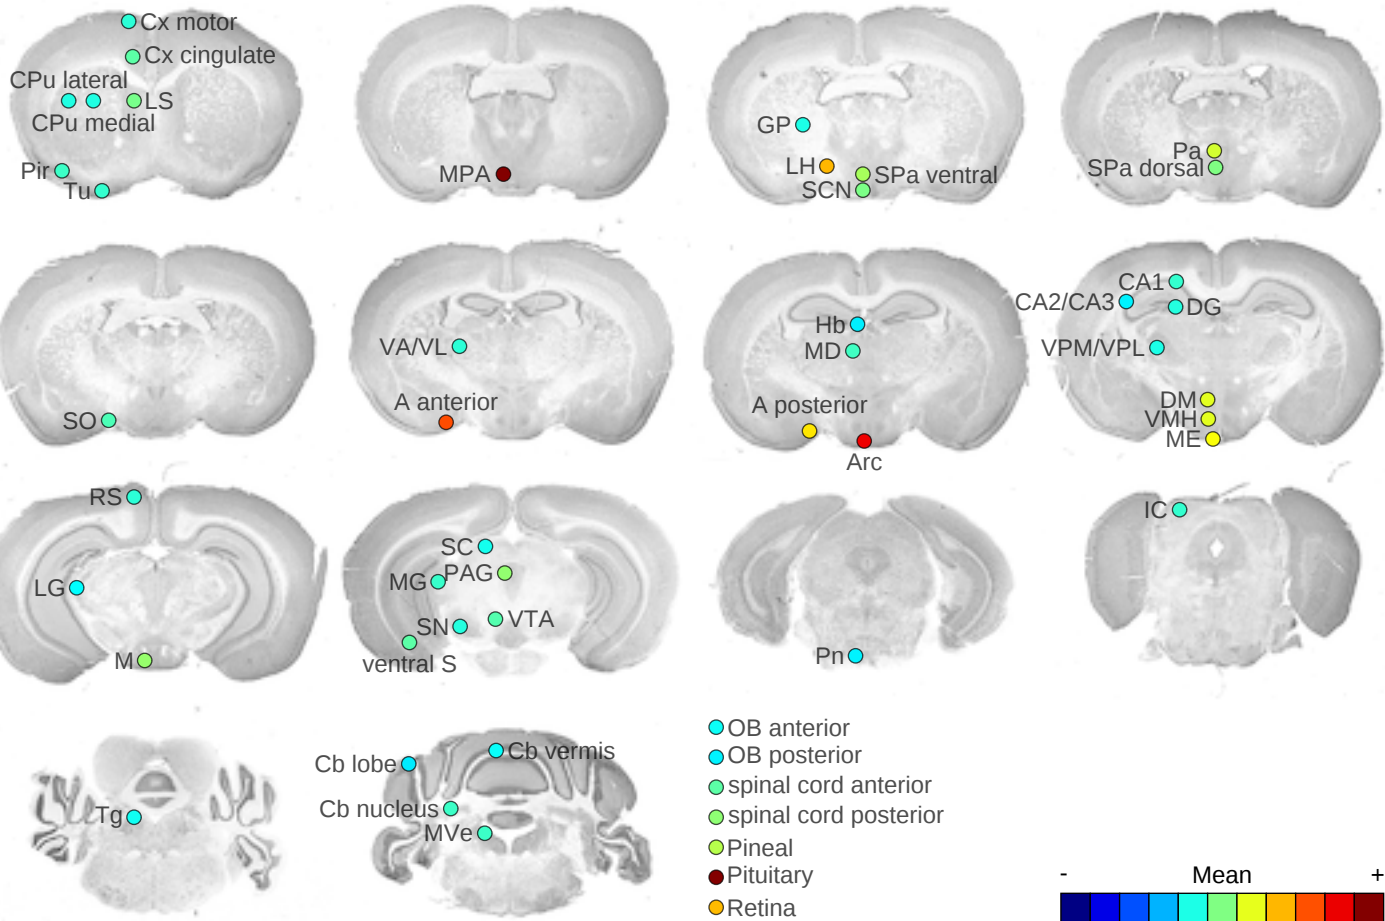 Cx motor
Cx cingulate
CPu lateral
LS
CPu medial
Pir
Tu
MPA
GP
LH
SPa ventral
SCN
Pa
SPa dorsal
SO
VA/VL
A anterior
Hb
MD
A posterior
Arc
CA1
CA2/CA3
DG
VPM/VPL
DM
VMH
ME
RS
LG
M
SC
PAG
MG
VTA
SN
ventral S
Pn
IC
Tg
Cb vermis
Cb lobe
Cb nucleus
MVe
OB anterior
OB posterior
spinal cord anterior
spinal cord posterior
Pineal
Pituitary
Retina
- Mean +